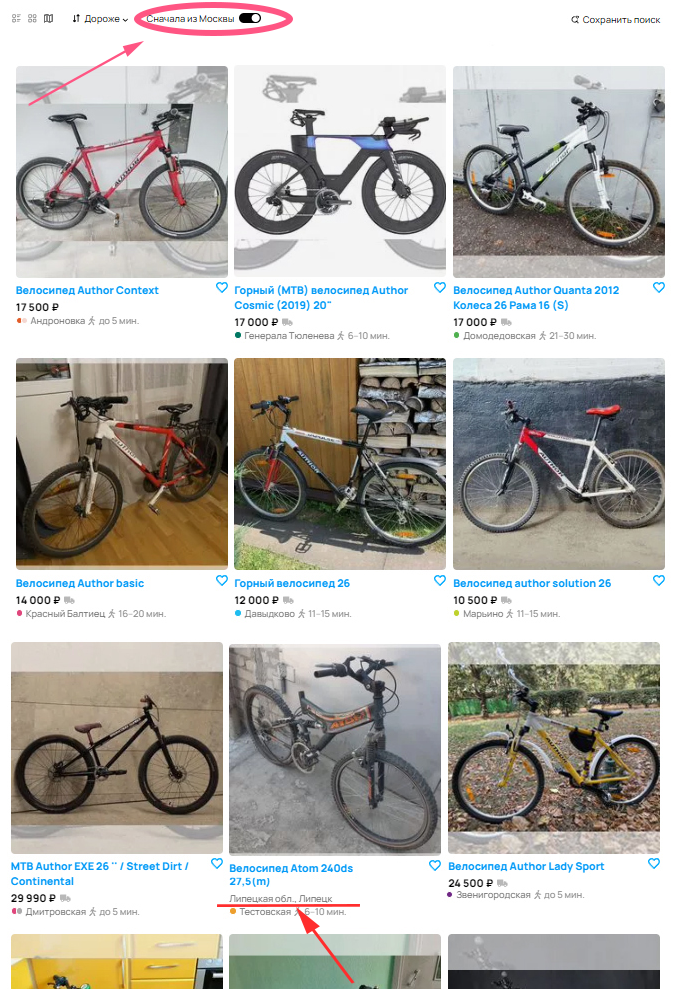 Дороже
Сначала из Москвы
Сохранить поиск
Велосипед Author Context
17 500 ₽
Андроновка до 5 мин.
Горный (MTB) велосипед Author
Cosmic (2019) 20"
17 000 ₽
Генерала Тюленева 6–10 мин.
Велосипед Author Quanta 2012
Колеса 26 Рама 16 (S)
17 000 ₽
Домодедовская 21–30 мин.
Велосипед Author basic
14 000 ₽
Красный Балтиец 16–20 мин.
Горный велосипед 26
12 000 ₽
Давыдково 11–15 мин.
Велосипед author solution 26
10 500 ₽
Марьино 11–15 мин.
MTB Author EXE 26 '' / Street Dirt /
Continental
29 990 ₽
Дмитровская до 5 мин.
Велосипед Atom 240ds
27,5(m)
Липецкая обл., Липецк
Тестовская 6–10 мин.
Велосипед Author Lady Sport
24 500 ₽
Звенигородская до 5 мин.